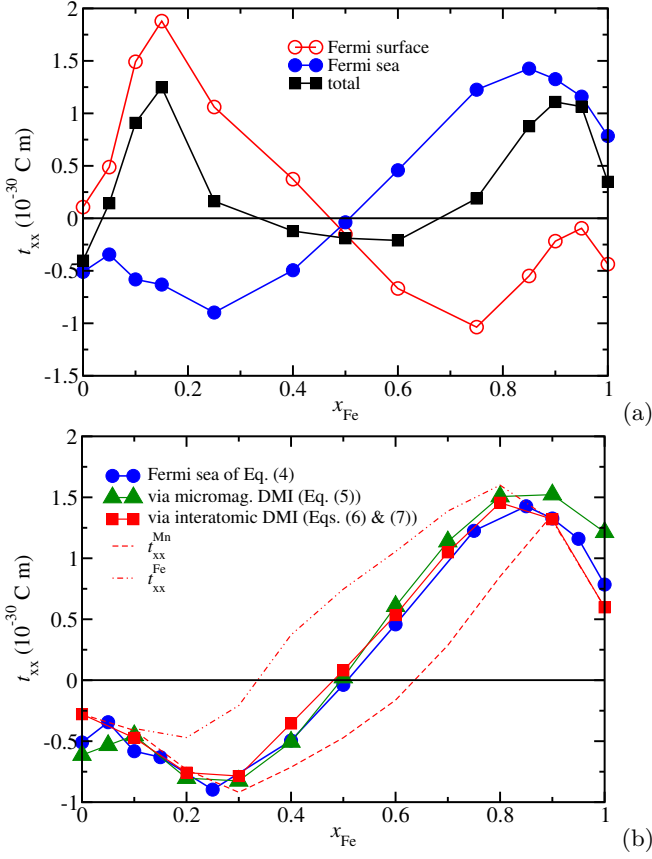 2
1.5
1
0.5
0
-0.5
-1
-1.5
t_xx (10^-30 C m)
Fermi surface
Fermi sea
total
0 0.2 0.4 0.6 0.8 1
x_Fe
(a)
2
1.5
1
0.5
0
-0.5
-1
t_xx (10^-30 C m)
Fermi sea of Eq. (4)
via micromag. DMI (Eq. (5))
via interatomic DMI (Eqs. (6) & (7))
t_xx^Mn
t_xx^Fe
0 0.2 0.4 0.6 0.8 1
x_Fe
(b)